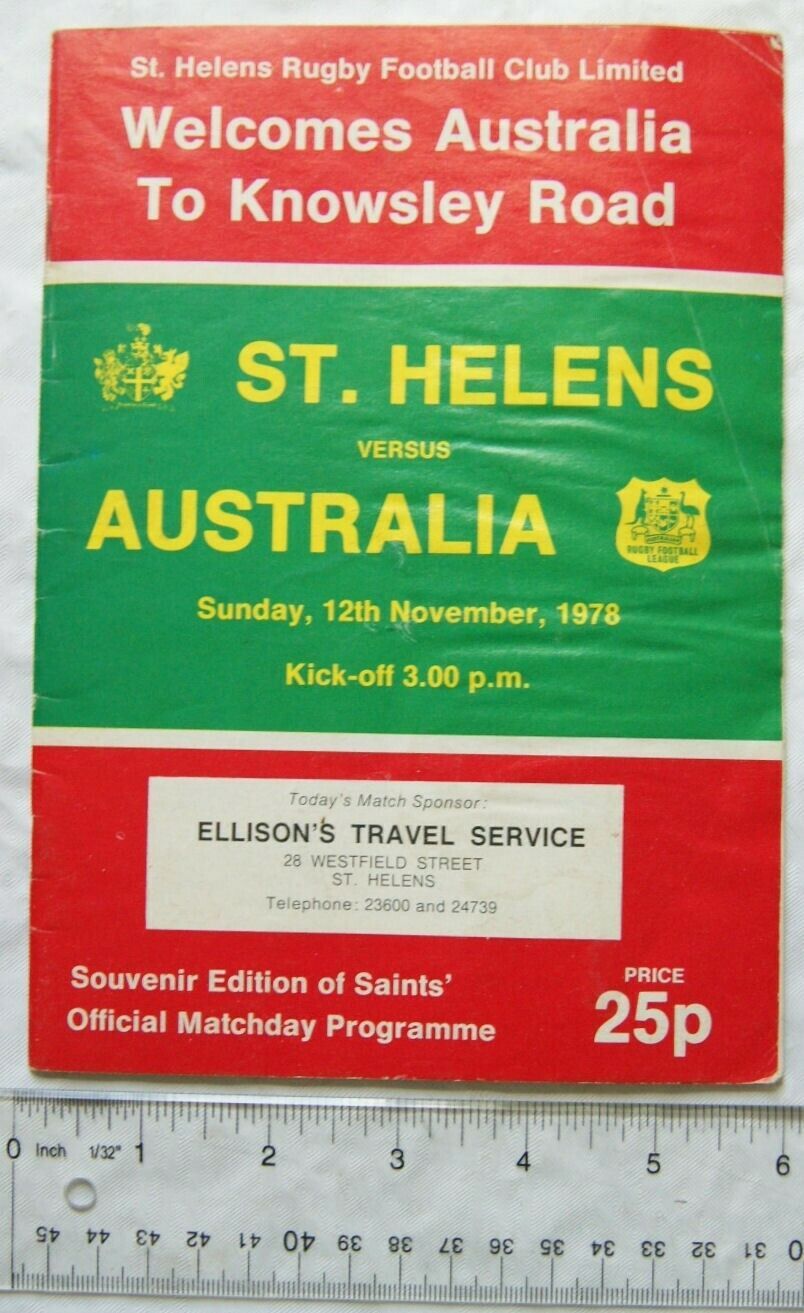 St. Helens Rugby Football Club Limited
Welcomes Australia
To Knowsley Road
ST. HELENS
VERSUS
AUSTRALIA
AUSTRALIA
RUGBY FOOTBALL
LEAGUE
Sunday, 12th November, 1978
Kick-off 3.00 p.m.
Today's Match Sponsor:
ELLISON'S TRAVEL SERVICE
28 WESTFIELD STREET
ST. HELENS
Telephone: 23600 and 24739
Souvenir Edition of Saints'
Official Matchday Programme
PRICE
25p
0 Inch 1/32" 1 2 3 4 5 6
45 44 43 42 41 40 39 38 37 36 35 34 33 32 31 0